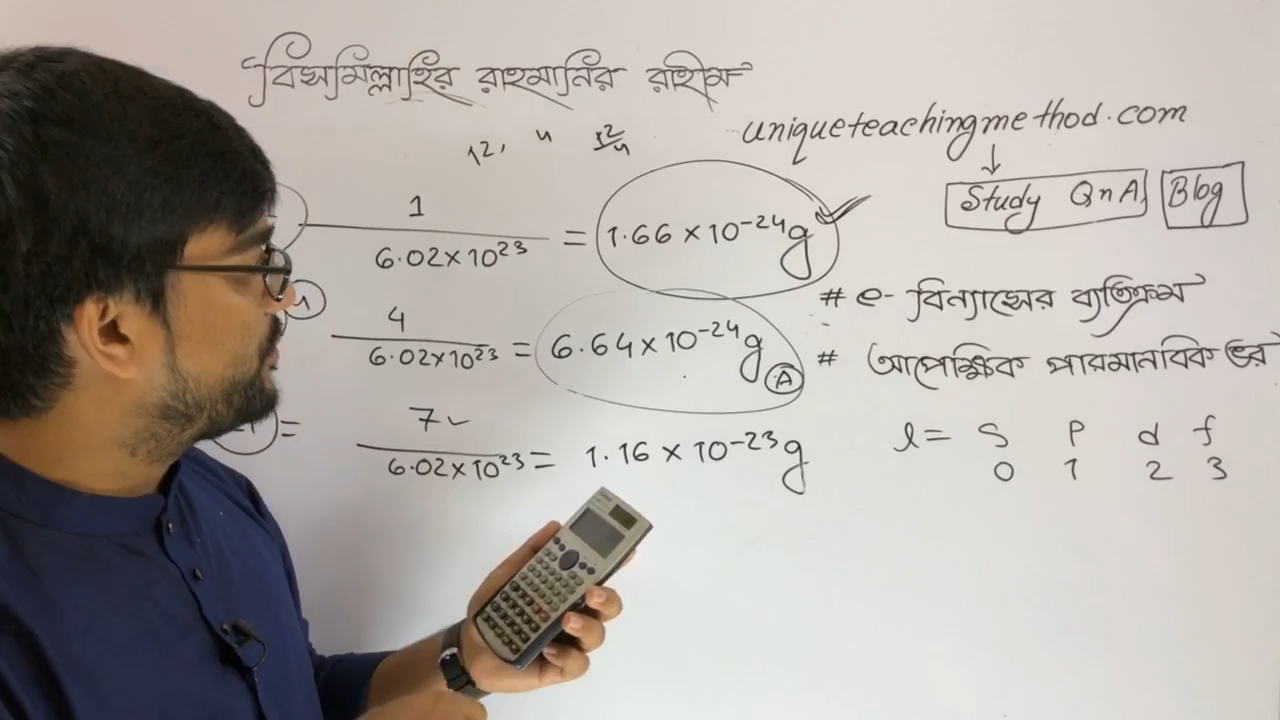 বিসমিল্লাহির রাহমানির রাহীম
12, 4 12/4
uniqueteachingmethod.com
↓
Study QnA Blog
1 / 6.02×10²³ = 1.66×10⁻²⁴g
4 / 6.02×10²³ = 6.64×10⁻²⁴g A
= 7 / 6.02×10²³ = 1.16×10⁻²³g
# e- বিন্যাসের ব্যতিক্রম
# আপেক্ষিক পারমানবিক ভর
l= s p d f
0 1 2 3